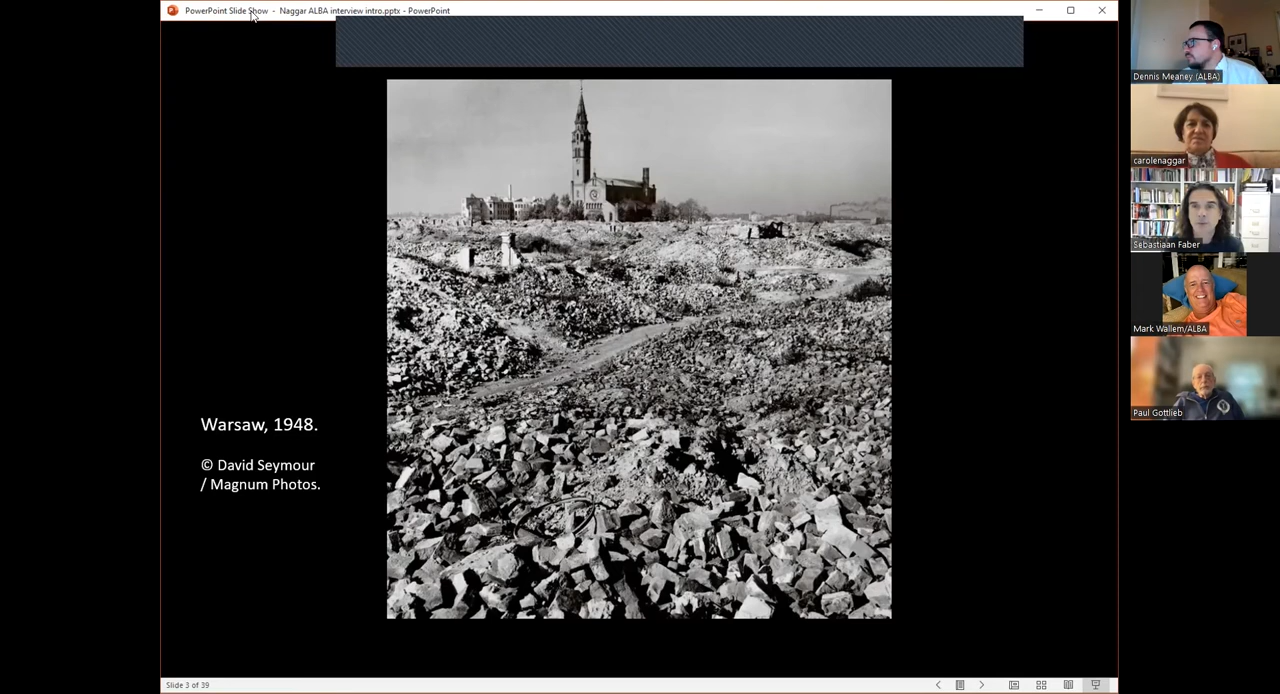 PowerPoint Slide Show - Naggar ALBA interview intro.pptx - PowerPoint
Dennis Meaney (ALBA)
carolenaggar
Sebastiaan Faber
Mark Wallem/ALBA
Paul Gottlieb
Warsaw, 1948.
© David Seymour
/ Magnum Photos.
Slide 3 of 39